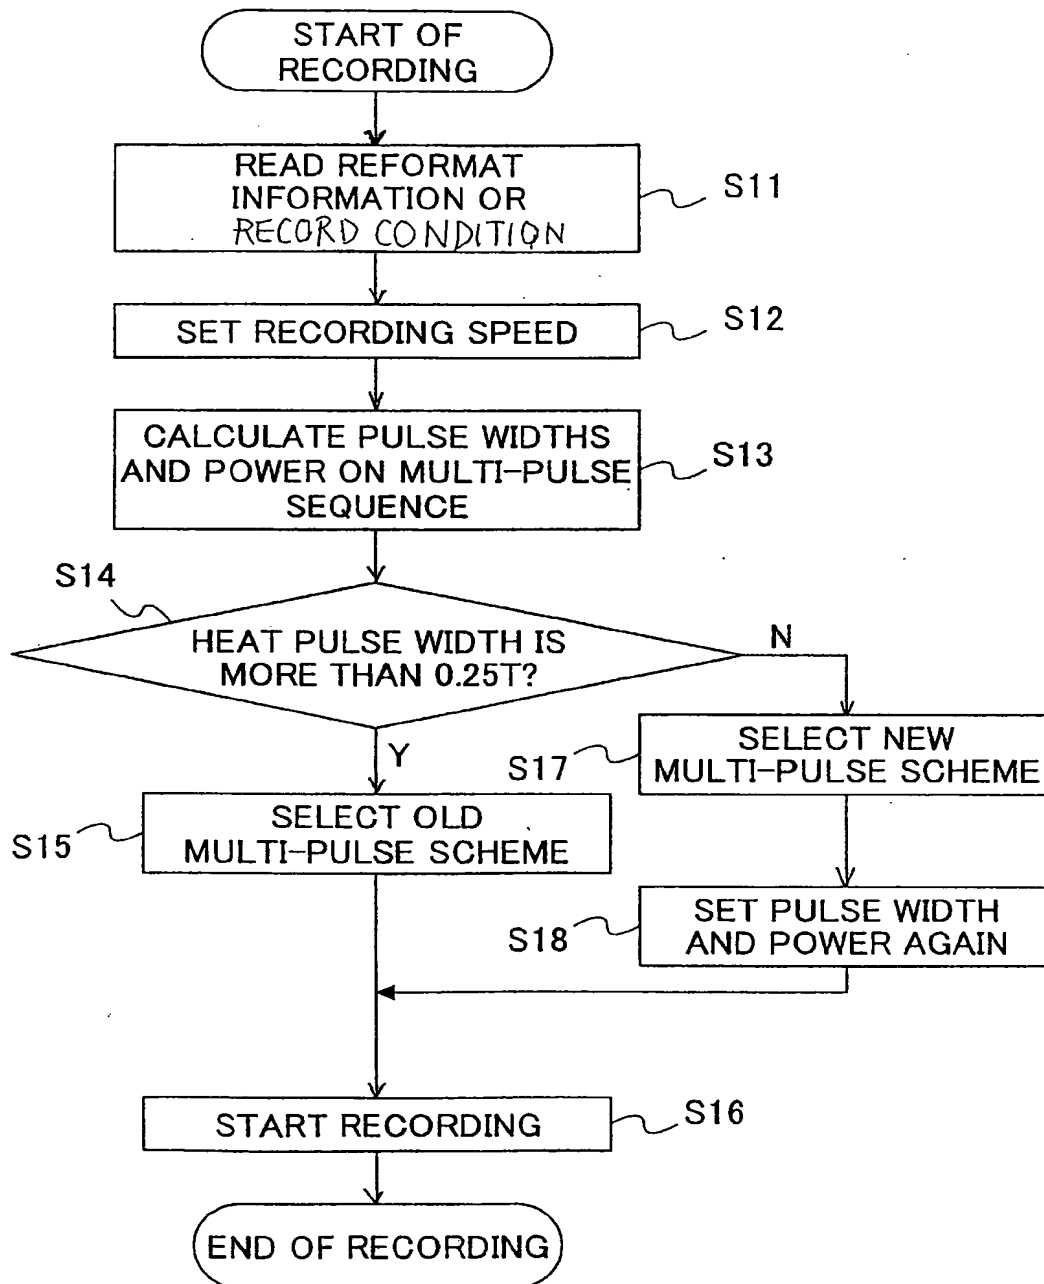 START OF
RECORDING
READ REFORMAT
INFORMATION OR
RECORD CONDITION
S11
SET RECORDING SPEED
S12
CALCULATE PULSE WIDTHS
AND POWER ON MULTI-PULSE
SEQUENCE
S13
S14
HEAT PULSE WIDTH IS
MORE THAN 0.25T?
N
Y
S17
SELECT NEW
MULTI-PULSE SCHEME
S15
SELECT OLD
MULTI-PULSE SCHEME
S18
SET PULSE WIDTH
AND POWER AGAIN
START RECORDING
S16
END OF RECORDING